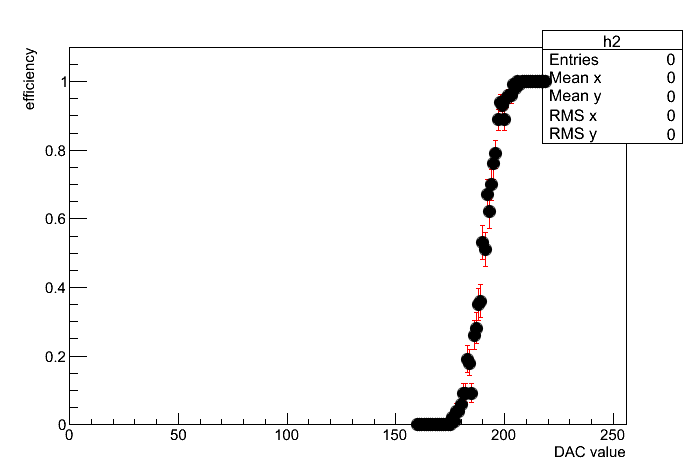 h2
Entries 0
Mean x 0
Mean y 0
RMS x 0
RMS y 0
efficiency
1
0.8
0.6
0.4
0.2
0
0 50 100 150 200 250
DAC value